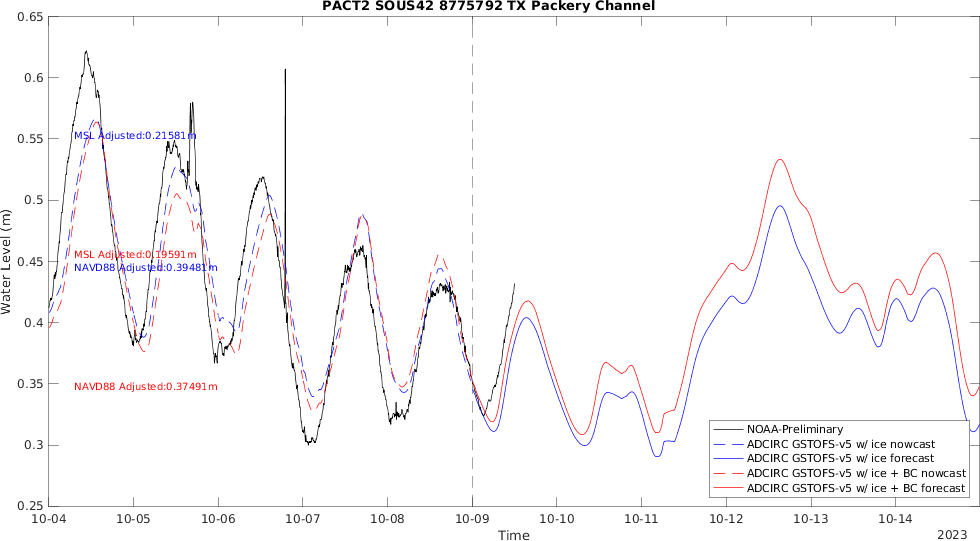 PACT2 SOUS42 8775792 TX Packery Channel
0.65
0.6
0.55
0.5
0.45
0.4
0.35
0.3
0.25
Water Level (m)
MSL Adjusted:0.21581m
MSL Adjusted:0.19591m
NAVD88 Adjusted:0.39481m
NAVD88 Adjusted:0.37491m
NOAA-Preliminary
ADCIRC GSTOFS-v5 w/ ice nowcast
ADCIRC GSTOFS-v5 w/ ice forecast
ADCIRC GSTOFS-v5 w/ ice + BC nowcast
ADCIRC GSTOFS-v5 w/ ice + BC forecast
10-04 10-05 10-06 10-07 10-08 10-09 10-10 10-11 10-12 10-13 10-14
Time
2023